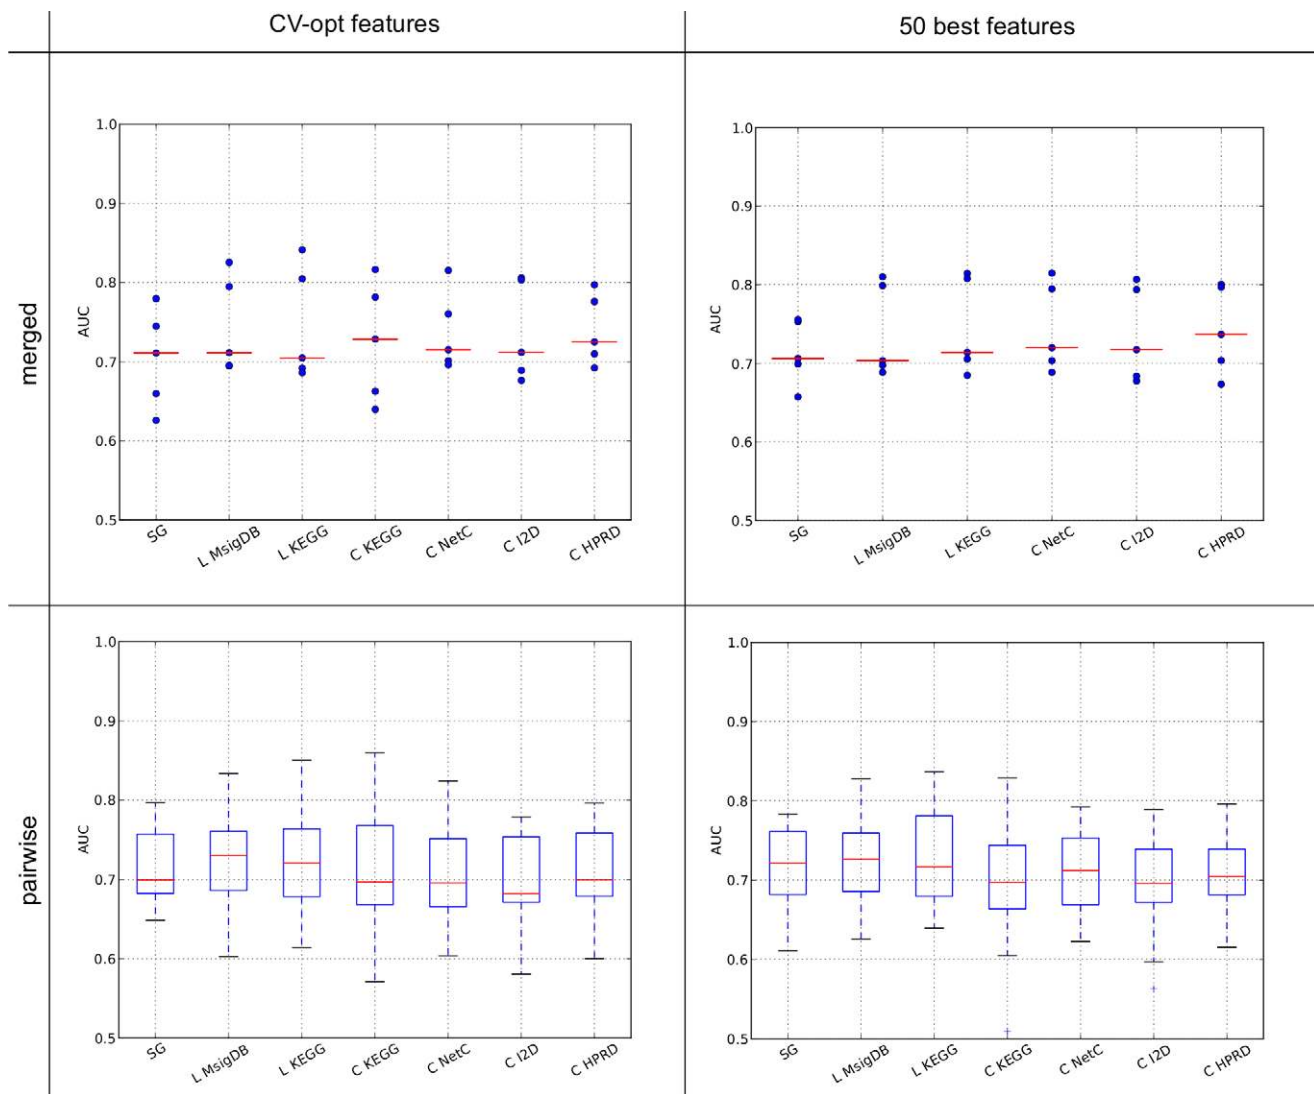 CV-opt features
50 best features
merged
AUC
1.0
0.9
0.8
0.7
0.6
0.5
SG
L MsigDB
L KEGG
C KEGG
C NetC
C I2D
C HPRD
AUC
1.0
0.9
0.8
0.7
0.6
0.5
SG
L MsigDB
L KEGG
C NetC
C I2D
C HPRD
pairwise
AUC
1.0
0.9
0.8
0.7
0.6
0.5
SG
L MsigDB
L KEGG
C KEGG
C NetC
C I2D
C HPRD
AUC
1.0
0.9
0.8
0.7
0.6
0.5
SG
L MsigDB
L KEGG
C KEGG
C NetC
C I2D
C HPRD